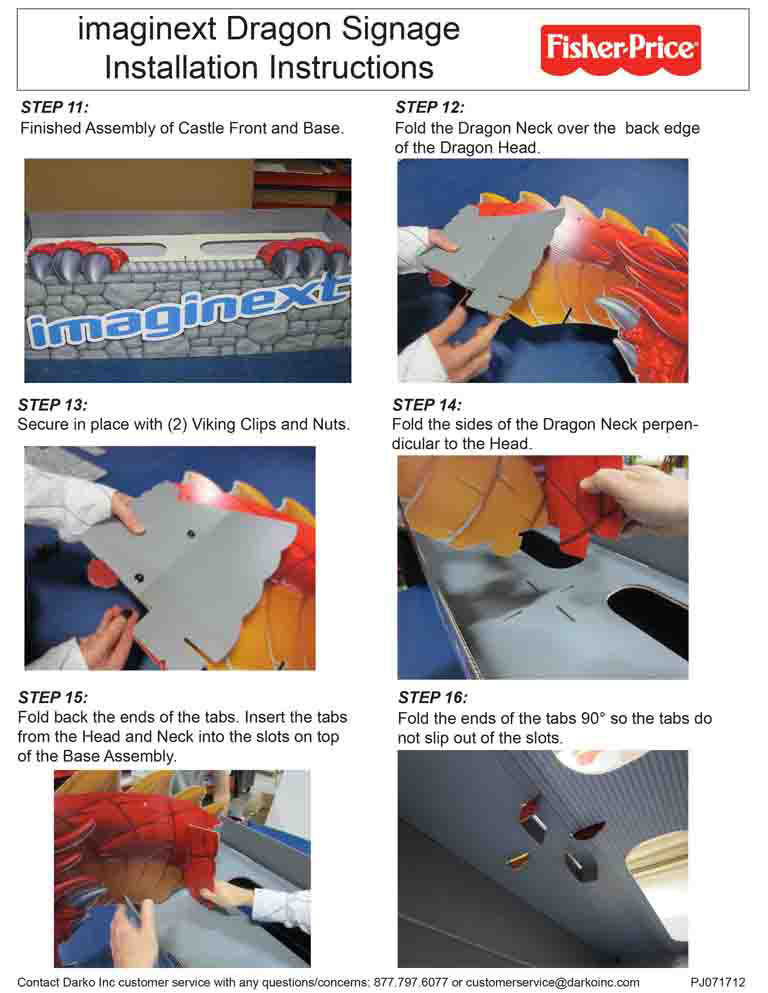 imaginext Dragon Signage
Installation Instructions
Fisher-Price®
STEP 11:
Finished Assembly of Castle Front and Base.
imaginext
STEP 12:
Fold the Dragon Neck over the back edge
of the Dragon Head.
STEP 13:
Secure in place with (2) Viking Clips and Nuts.
STEP 14:
Fold the sides of the Dragon Neck perpen-
dicular to the Head.
STEP 15:
Fold back the ends of the tabs. Insert the tabs
from the Head and Neck into the slots on top
of the Base Assembly.
STEP 16:
Fold the ends of the tabs 90° so the tabs do
not slip out of the slots.
Contact Darko Inc customer service with any questions/concerns: 877.797.6077 or customerservice@darkoinc.com
PJ071712